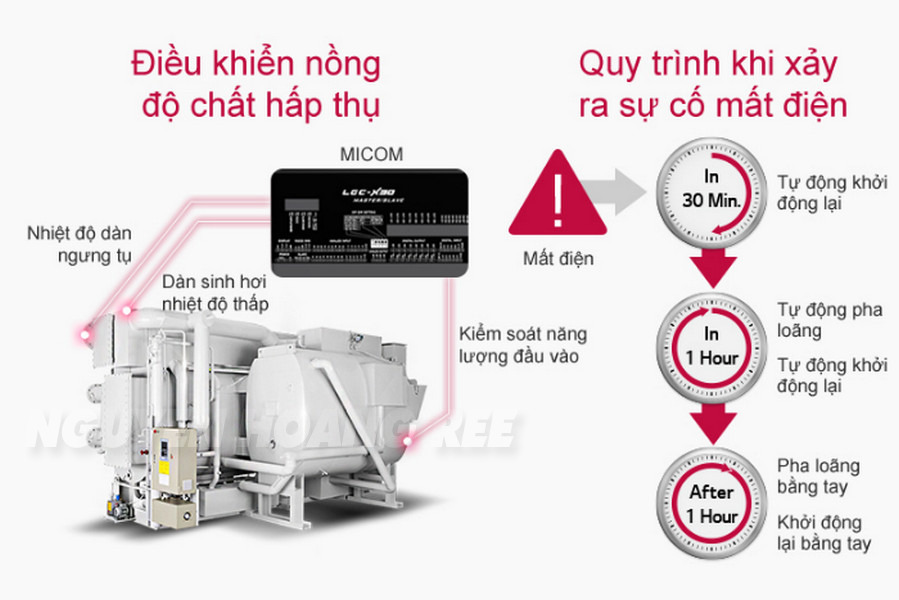 Điều khiển nồng
độ chất hấp thụ
MICOM
LGC-X30
MASTER/SLAVE
Nhiệt độ dàn
ngưng tụ
Dàn sinh hơi
nhiệt độ thấp
Kiểm soát năng
lượng đầu vào
NGUYEN HOANG REE
Quy trình khi xảy
ra sự cố mất điện
Mất điện
In
30 Min.
Tự động khởi
động lại
In
1 Hour
Tự động pha
loãng
Tự động khởi
động lại
After
1 Hour
Pha loãng
bằng tay
Khởi động
lại bằng tay